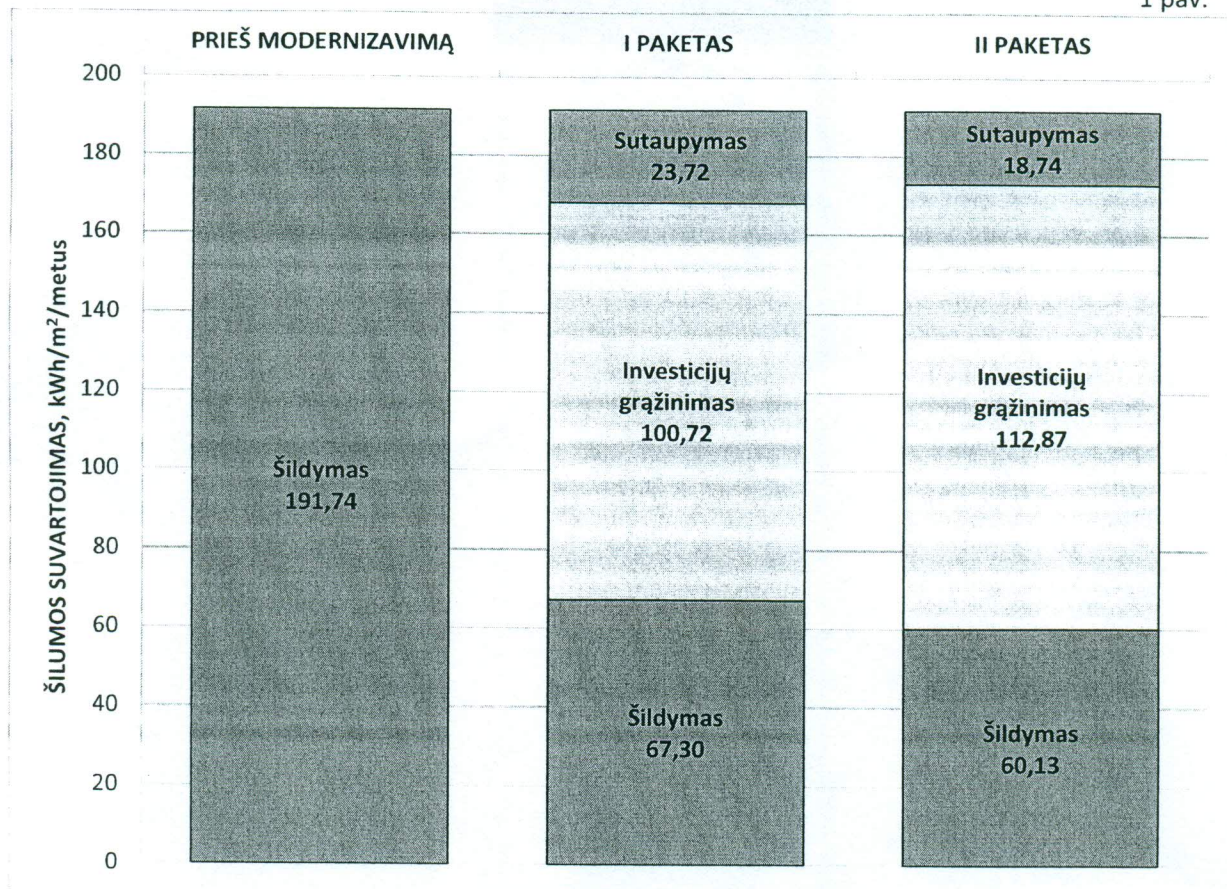 1 pav.
PRIEŠ MODERNIZAVIMĄ
I PAKETAS
II PAKETAS
ŠILUMOS SUVARTOJIMAS, kWh/m²/metus
200
180
160
140
120
100
80
60
40
20
0
Šildymas
191,74
Sutaupymas
23,72
Investicijų
grąžinimas
100,72
Šildymas
67,30
Sutaupymas
18,74
Investicijų
grąžinimas
112,87
Šildymas
60,13